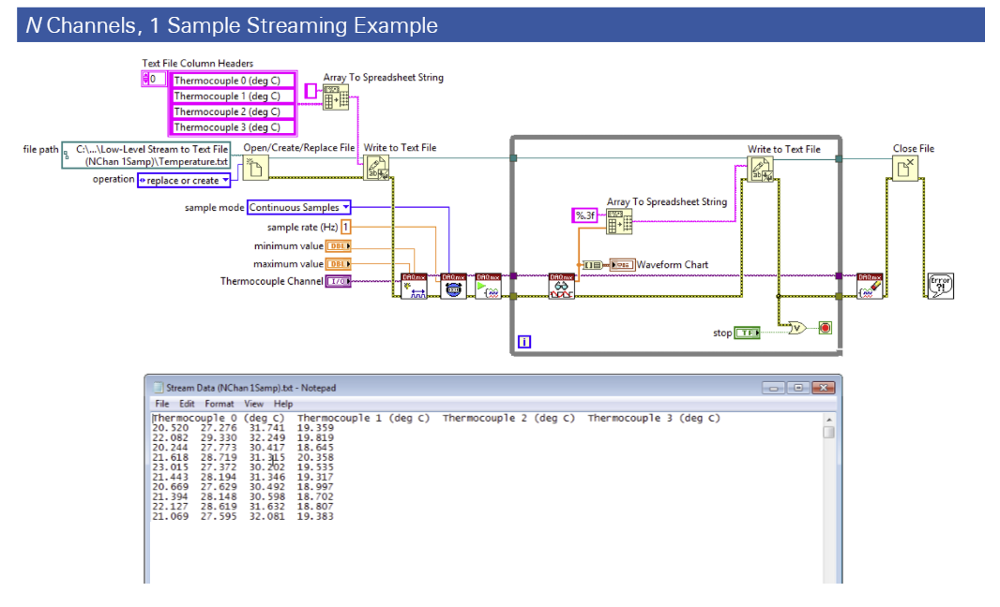 N Channels, 1 Sample Streaming Example
Text File Column Headers
0
Thermocouple 0 (deg C)
Thermocouple 1 (deg C)
Thermocouple 2 (deg C)
Thermocouple 3 (deg C)
Array To Spreadsheet String
file path
C:\...\Low-Level Stream to Text File
(NChan 1Samp)\Temperature.txt
Open/Create/Replace File
Write to Text File
operation
replace or create
sample mode
Continuous Samples
sample rate (Hz)
1
minimum value
DBL
maximum value
DBL
Thermocouple Channel
I/O
DAQmx
DAQmx
DAQmx
Write to Text File
Array To Spreadsheet String
%.3f
Waveform Chart
DAQmx
stop
TF
i
Close File
DAQmx
Error
?!
Stream Data (NChan 1Samp).txt - Notepad
File Edit Format View Help
Thermocouple 0 (deg C) Thermocouple 1 (deg C) Thermocouple 2 (deg C) Thermocouple 3 (deg C)
20.520 27.276 31.741 19.359
22.082 29.330 32.249 19.819
20.244 27.773 30.417 18.645
21.618 28.719 31.315 20.358
23.015 27.372 30.202 19.535
21.443 28.194 31.346 19.317
20.669 27.629 30.492 18.997
21.394 28.148 30.598 18.702
22.127 28.619 31.632 18.807
21.069 27.595 32.081 19.383